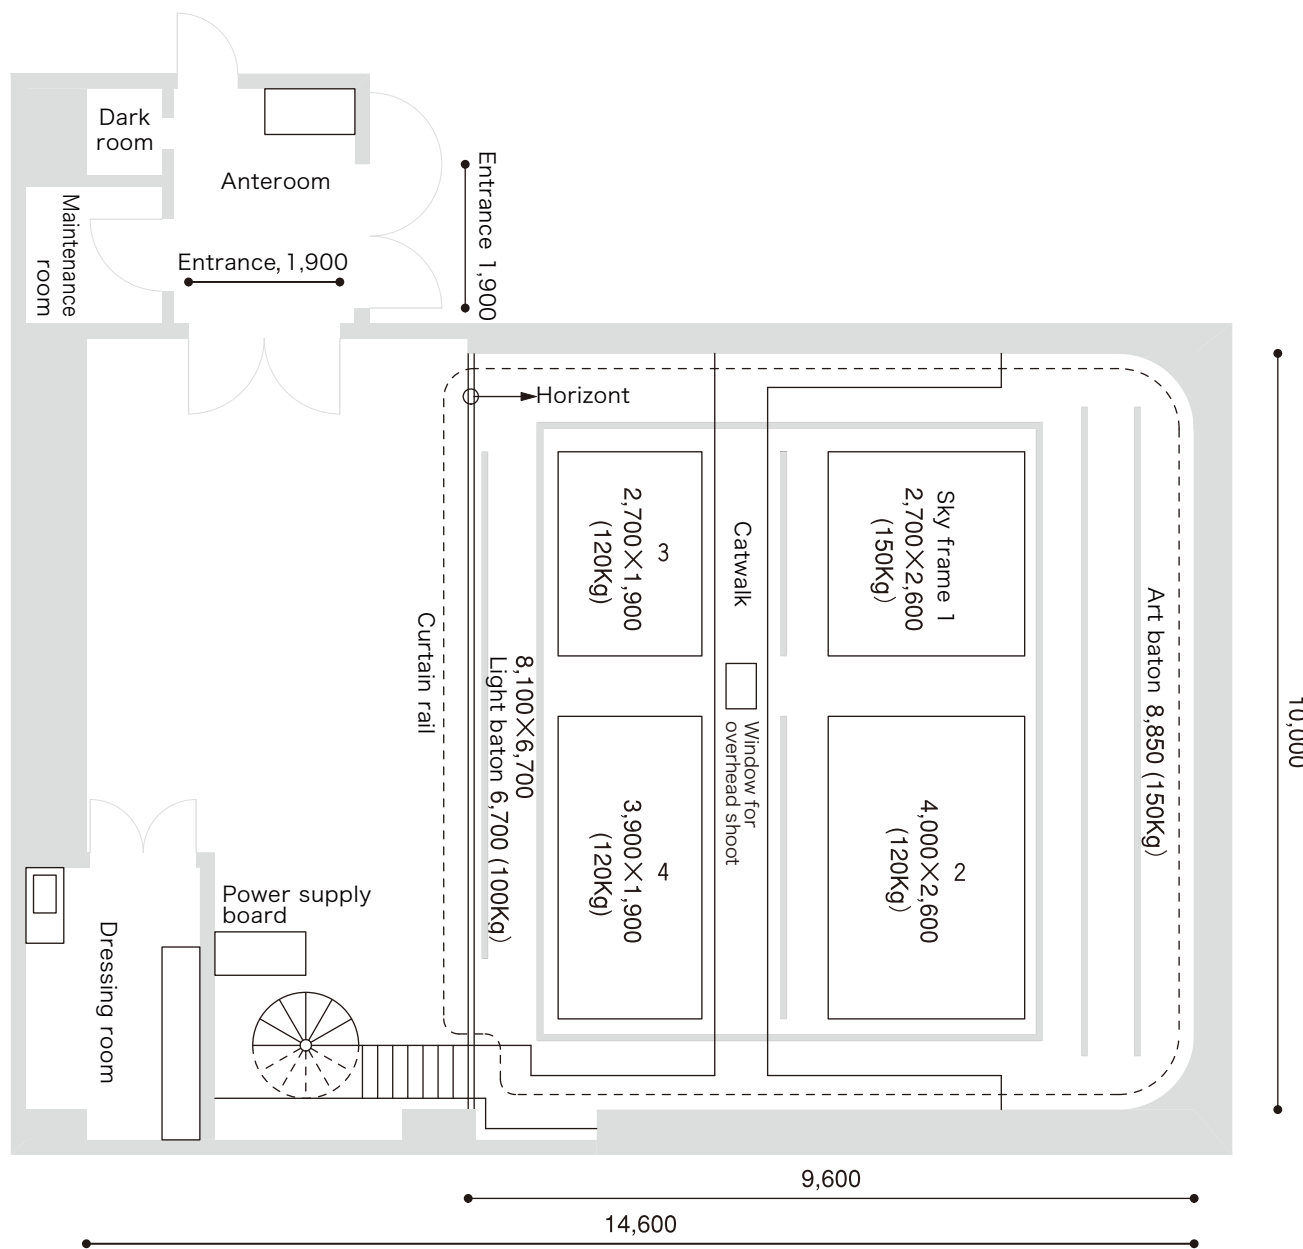 Dark
room
Anteroom
Maintenance
room
Entrance, 1,900
Entrance 1,900
Horizont
3
2,700×1,900
(120Kg)
Catwalk
Sky frame 1
2,700×2,600
(150Kg)
Curtain rail
8,100×6,700
Light baton 6,700 (100Kg)
Window for
overhead shoot
Art baton 8,850 (150Kg)
10,000
4
3,900×1,900
(120Kg)
2
4,000×2,600
(120Kg)
Power supply
board
Dressing room
9,600
14,600